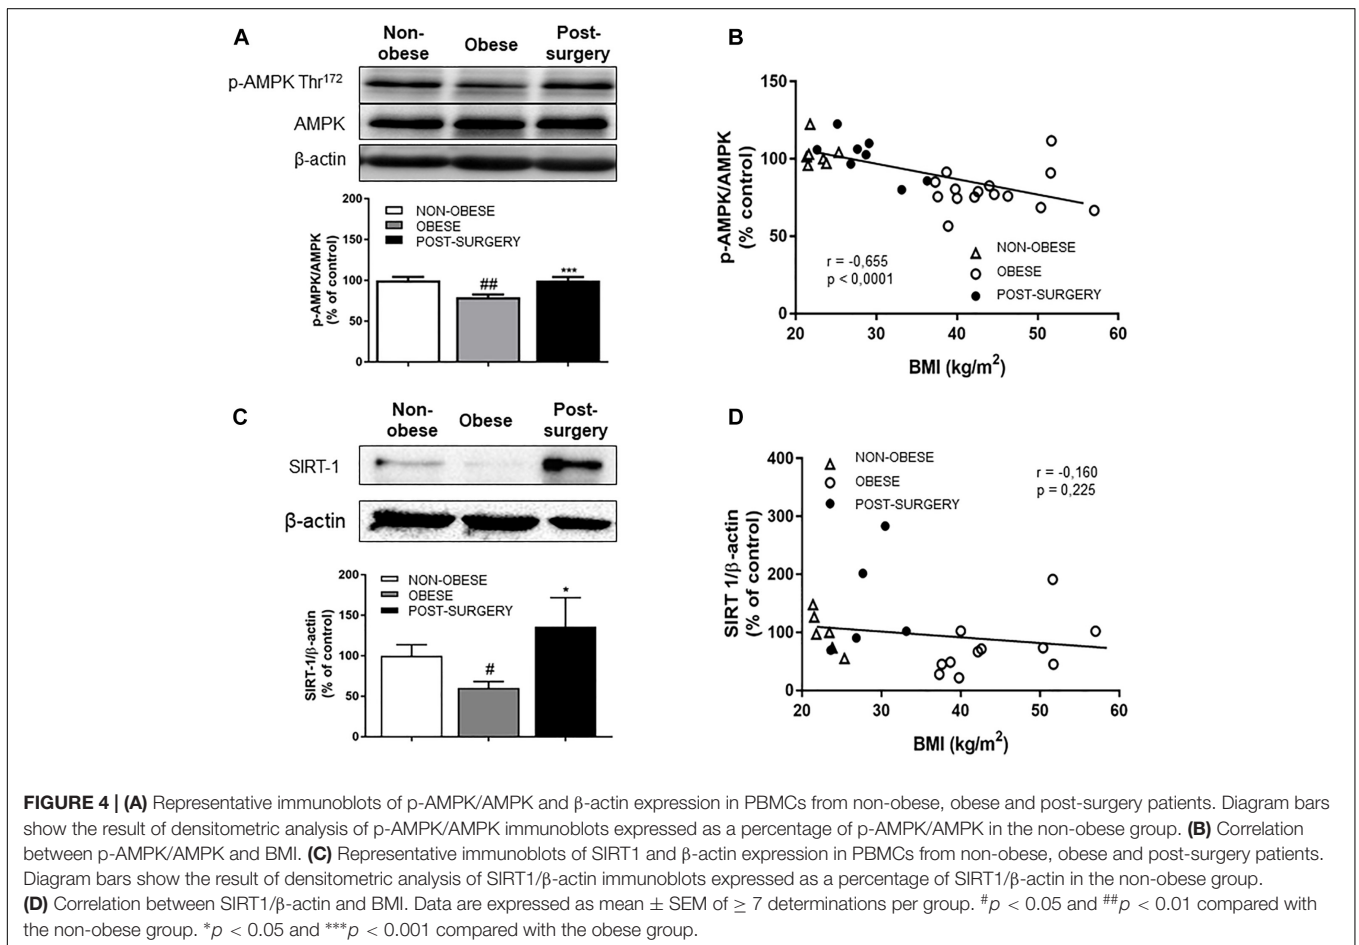 A
Non-
obese
Obese
Post-
surgery
p-AMPK Thr172
AMPK
β-actin
200
150
100
50
0
p-AMPK/AMPK
(% of control)
NON-OBESE
OBESE
POST-SURGERY
##
***
B
150
100
50
0
p-AMPK/AMPK
(% control)
r = -0,655
p < 0,0001
NON-OBESE
OBESE
POST-SURGERY
20 30 40 50 60
BMI (kg/m2)
C
Non-
obese
Obese
Post-
surgery
SIRT-1
β-actin
200
150
100
50
0
SIRT-1/β-actin
(% of control)
NON-OBESE
OBESE
POST-SURGERY
#
*
D
400
300
200
100
0
SIRT 1/β-actin
(% of control)
NON-OBESE
OBESE
POST-SURGERY
r = -0,160
p = 0,225
20 30 40 50 60
BMI (kg/m2)
FIGURE 4 | (A) Representative immunoblots of p-AMPK/AMPK and β-actin expression in PBMCs from non-obese, obese and post-surgery patients. Diagram bars
show the result of densitometric analysis of p-AMPK/AMPK immunoblots expressed as a percentage of p-AMPK/AMPK in the non-obese group. (B) Correlation
between p-AMPK/AMPK and BMI. (C) Representative immunoblots of SIRT1 and β-actin expression in PBMCs from non-obese, obese and post-surgery patients.
Diagram bars show the result of densitometric analysis of SIRT1/β-actin immunoblots expressed as a percentage of SIRT1/β-actin in the non-obese group.
(D) Correlation between SIRT1/β-actin and BMI. Data are expressed as mean ± SEM of ≥ 7 determinations per group. #p < 0.05 and ##p < 0.01 compared with
the non-obese group. *p < 0.05 and ***p < 0.001 compared with the obese group.